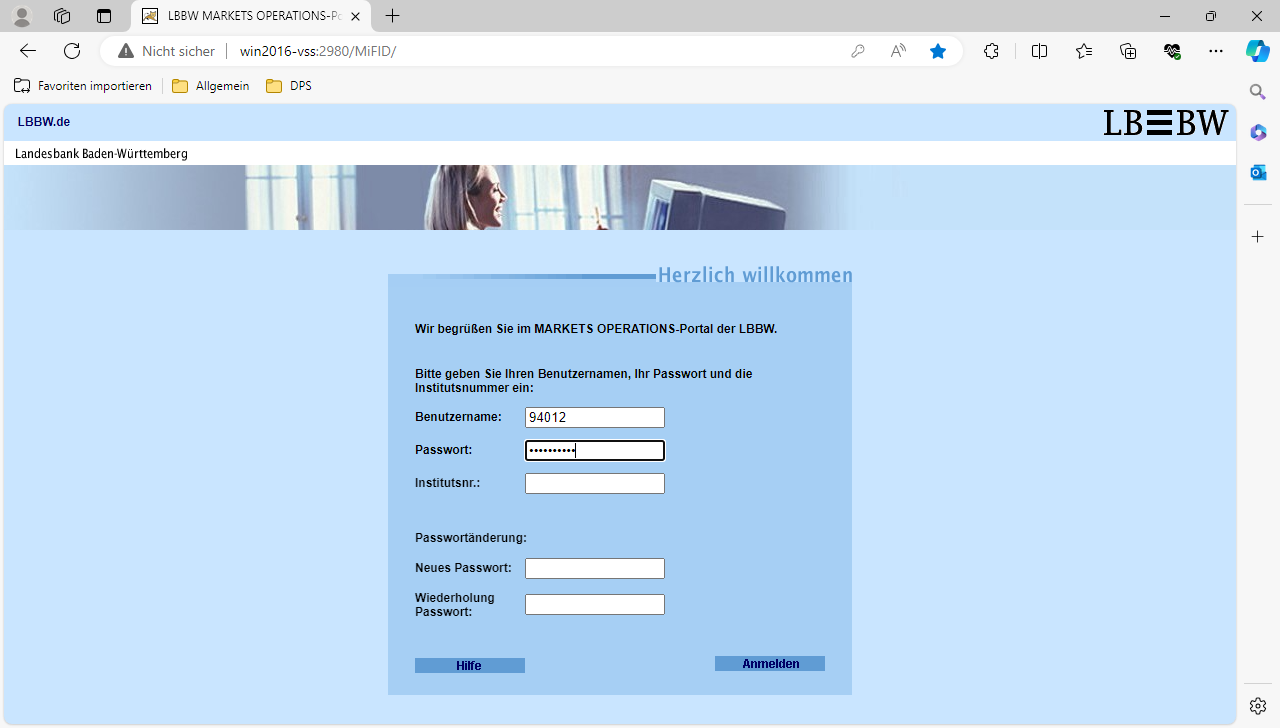 LBBW MARKETS OPERATIONS-Po
Nicht sicher
win2016-vss:2980/MiFID/
Favoriten importieren
Allgemein
DPS
LBBW.de
LB BW
Landesbank Baden-Württemberg
Herzlich willkommen
Wir begrüßen Sie im MARKETS OPERATIONS-Portal der LBBW.
Bitte geben Sie Ihren Benutzernamen, Ihr Passwort und die
Institutsnummer ein:
Benutzername: 94012
Passwort: ••••••••••
Institutsnr.:
Passwortänderung:
Neues Passwort:
Wiederholung
Passwort:
Hilfe
Anmelden